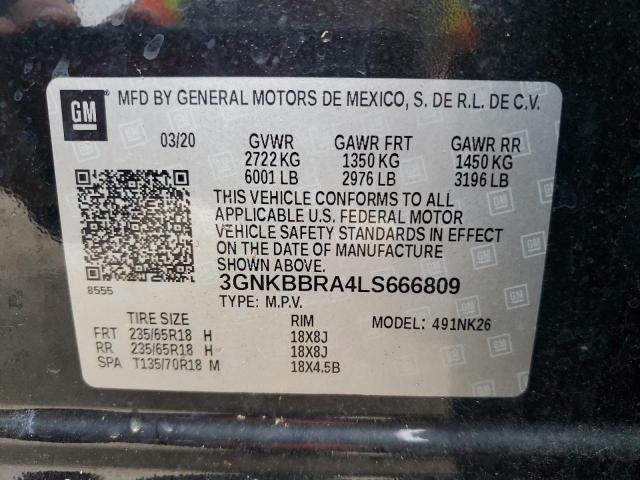 GM MFD BY GENERAL MOTORS DE MEXICO, S. DE R.L. DE C.V.
03/20 GVWR GAWR FRT GAWR RR
2722 KG 1350 KG 1450 KG
6001 LB 2976 LB 3196 LB
THIS VEHICLE CONFORMS TO ALL
APPLICABLE U.S. FEDERAL MOTOR
VEHICLE SAFETY STANDARDS IN EFFECT
ON THE DATE OF MANUFACTURE
SHOWN ABOVE. 3GNKBBRA4LS666809
8555 TYPE: M.P.V.
TIRE SIZE RIM MODEL: 491NK26
FRT 235/65R18 H 18X8J
RR 235/65R18 H 18X8J
SPA T135/70R18 M 18X4.5B